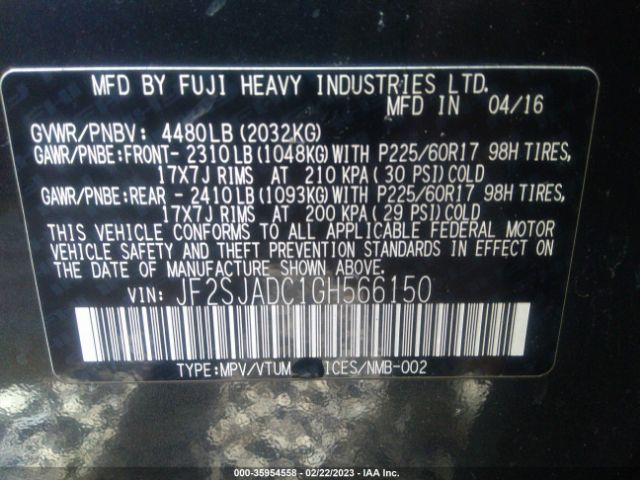 MFD BY FUJI HEAVY INDUSTRIES LTD.
MFD IN 04/16
GVWR/PNBV: 4480LB(2032KG)
GAWR/PNBE:FRONT- 2310LB(1048KG)WITH P225/60R17 98H TIRES,
17X7J RIMS AT 210 KPA(30 PSI)COLD
GAWR/PNBE:REAR - 2410LB(1093KG)WITH P225/60R17 98H TIRES,
17X7J RIMS AT 200 KPA(29 PSI)COLD
THIS VEHICLE CONFORMS TO ALL APPLICABLE FEDERAL MOTOR
VEHICLE SAFETY AND THEFT PREVENTION STANDARDS IN EFFECT ON
THE DATE OF MANUFACTURE SHOWN ABOVE.
VIN: JF2SJADC1GH566150
TYPE:MPV/VTUM ICES/NMB-002
000-35954558 - 02/22/2023 - IAA Inc.